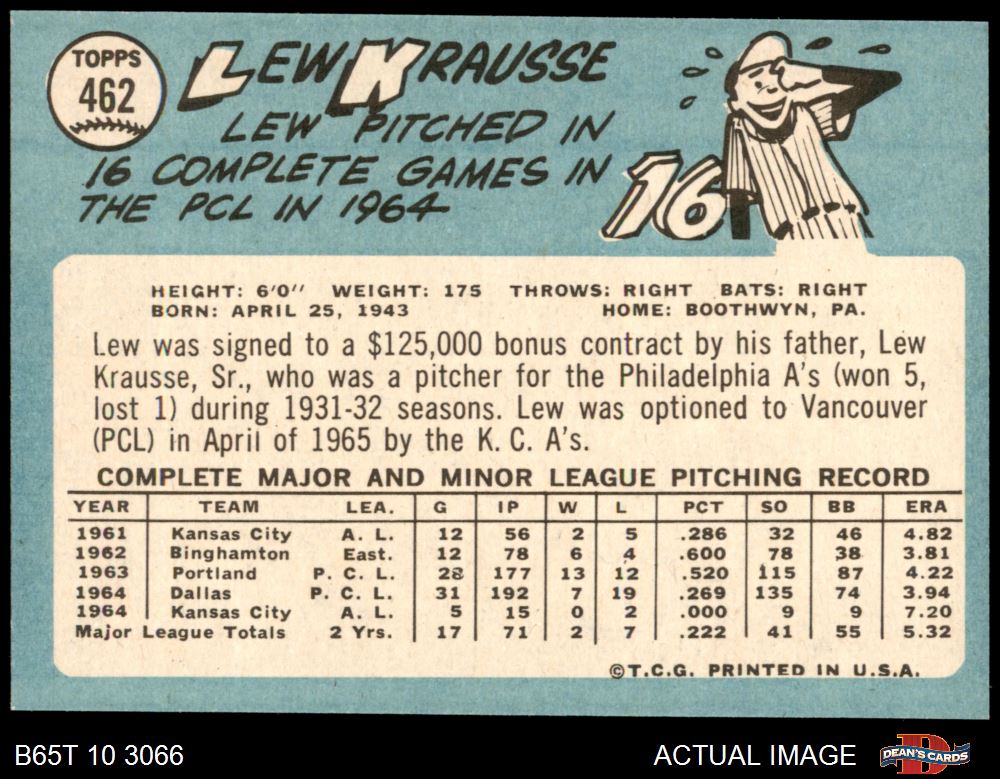 TOPPS
462
LEW KRAUSSE
LEW PITCHED IN
16 COMPLETE GAMES IN
THE PCL IN 1964
16
HEIGHT: 6'0" WEIGHT: 175 THROWS: RIGHT BATS: RIGHT
BORN: APRIL 25, 1943 HOME: BOOTHWYN, PA.
Lew was signed to a $125,000 bonus contract by his father, Lew
Krausse, Sr., who was a pitcher for the Philadelphia A's (won 5,
lost 1) during 1931-32 seasons. Lew was optioned to Vancouver
(PCL) in April of 1965 by the K. C. A's.
COMPLETE MAJOR AND MINOR LEAGUE PITCHING RECORD
YEAR TEAM LEA. G IP W L PCT SO BB ERA
1961 Kansas City A. L. 12 56 2 5 .286 32 46 4.82
1962 Binghamton East. 12 78 6 4 .600 78 38 3.81
1963 Portland P. C. L. 28 177 13 12 .520 115 87 4.22
1964 Dallas P. C. L. 31 192 7 19 .269 135 74 3.94
1964 Kansas City A. L. 5 15 0 2 .000 9 9 7.20
Major League Totals 2 Yrs. 17 71 2 7 .222 41 55 5.32
©T.C.G. PRINTED IN U.S.A.
B65T 10 3066 ACTUAL IMAGE DEAN'S CARDS